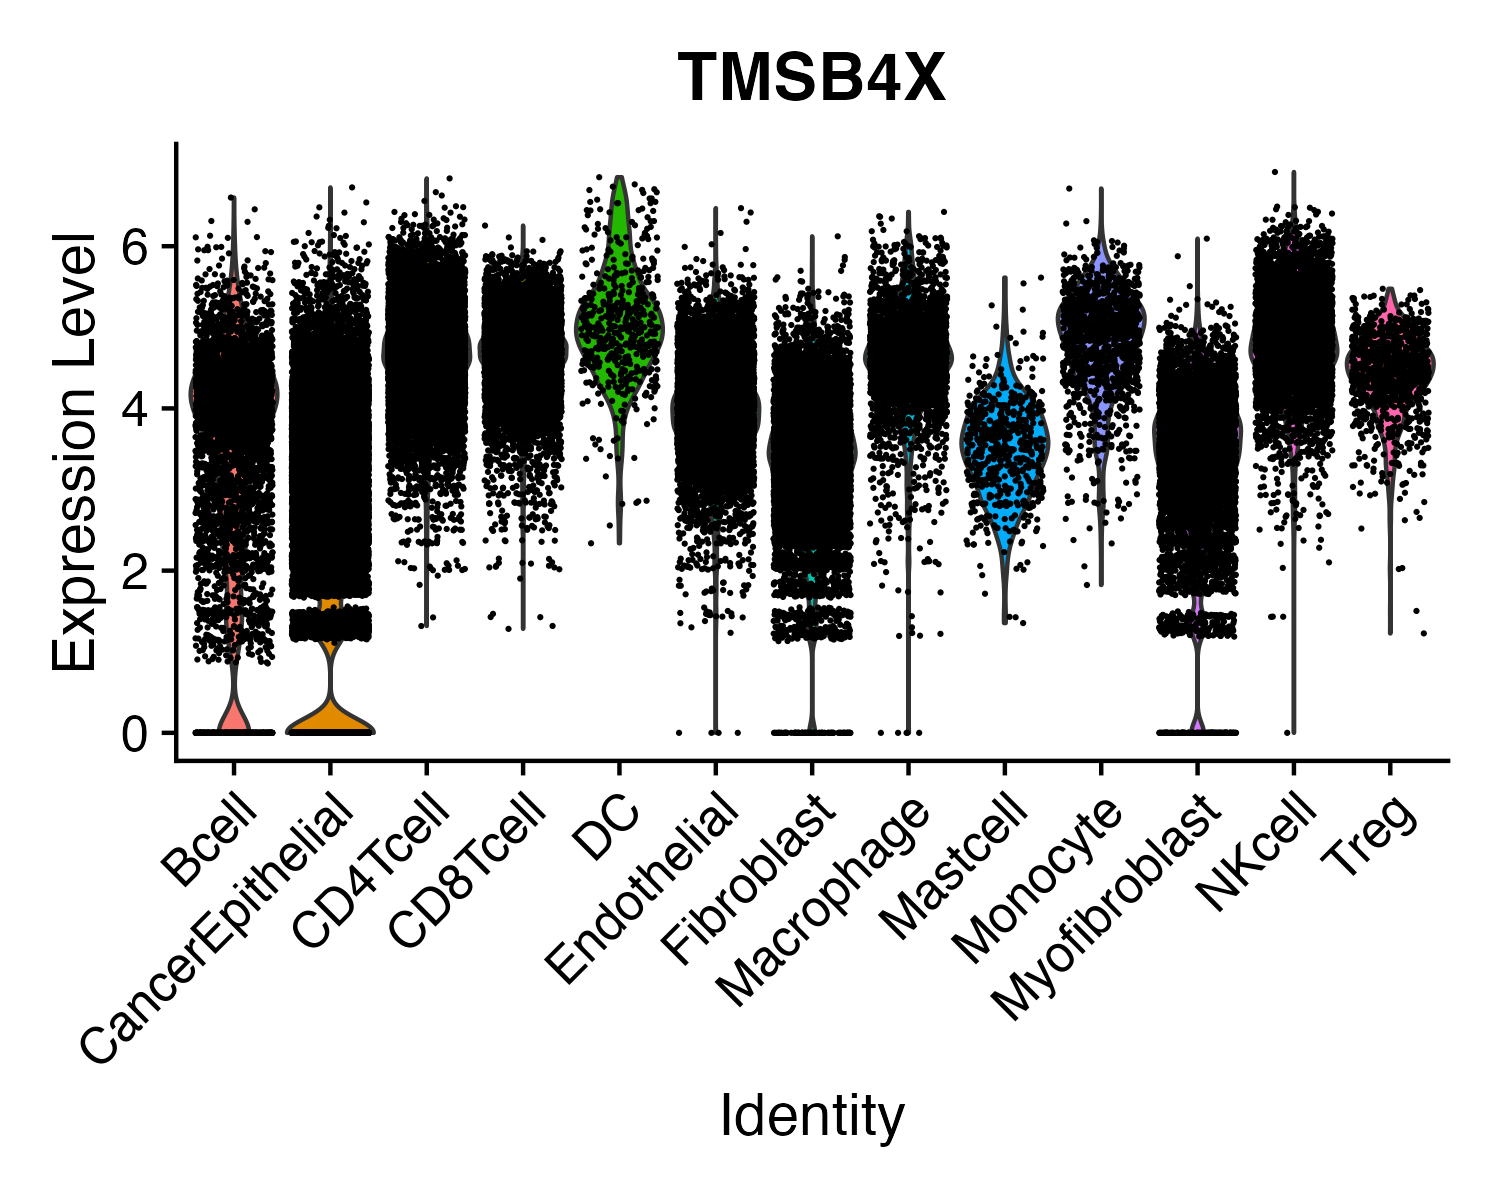 TMSB4X
Expression Level
6
4
2
0
Bcell
CancerEpithelial
CD4Tcell
CD8Tcell
DC
Endothelial
Fibroblast
Macrophage
Mastcell
Monocyte
Myofibroblast
NKcell
Treg
Identity